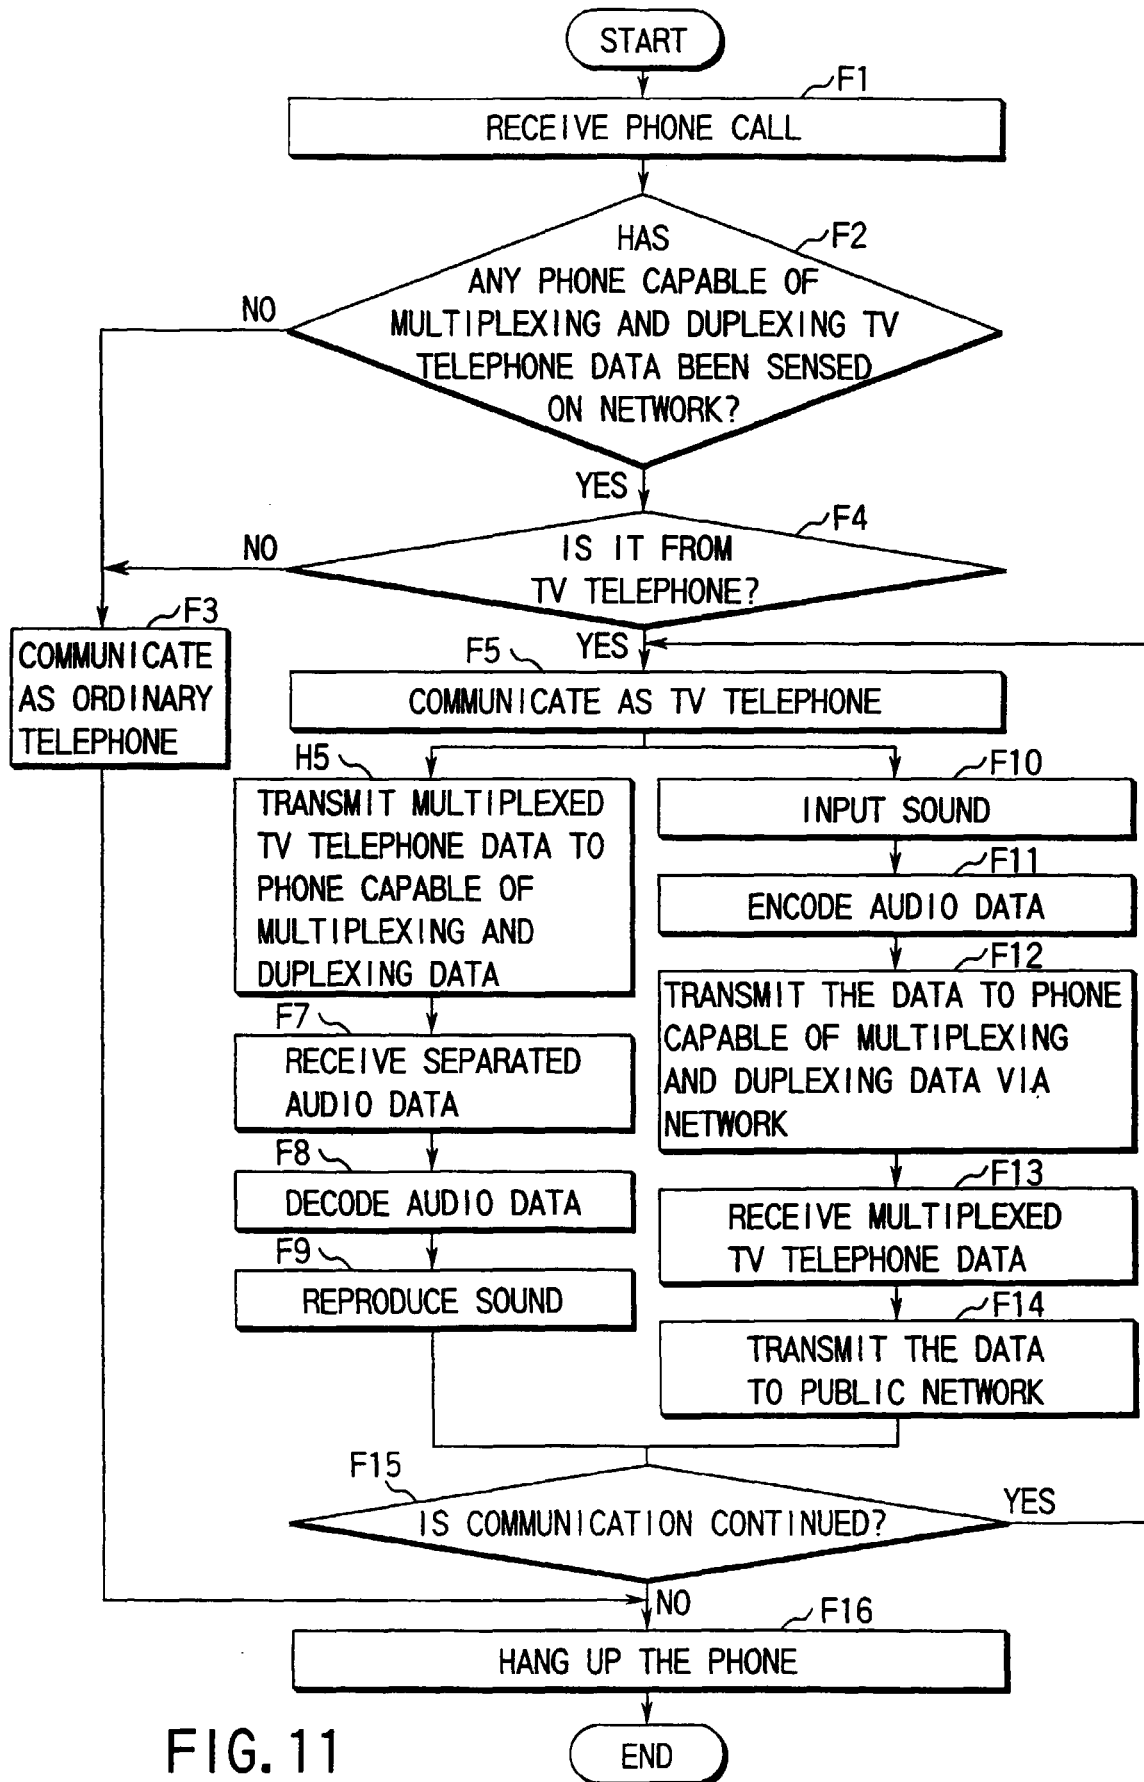 START
F1
RECEIVE PHONE CALL
F2
HAS
ANY PHONE CAPABLE OF
MULTIPLEXING AND DUPLEXING TV
TELEPHONE DATA BEEN SENSED
ON NETWORK?
NO
YES
F4
IS IT FROM
TV TELEPHONE?
NO
YES
F3
COMMUNICATE
AS ORDINARY
TELEPHONE
F5
COMMUNICATE AS TV TELEPHONE
H5
TRANSMIT MULTIPLEXED
TV TELEPHONE DATA TO
PHONE CAPABLE OF
MULTIPLEXING AND
DUPLEXING DATA
F7
RECEIVE SEPARATED
AUDIO DATA
F8
DECODE AUDIO DATA
F9
REPRODUCE SOUND
F10
INPUT SOUND
F11
ENCODE AUDIO DATA
F12
TRANSMIT THE DATA TO PHONE
CAPABLE OF MULTIPLEXING
AND DUPLEXING DATA VIA
NETWORK
F13
RECEIVE MULTIPLEXED
TV TELEPHONE DATA
F14
TRANSMIT THE DATA
TO PUBLIC NETWORK
F15
IS COMMUNICATION CONTINUED?
YES
NO
F16
HANG UP THE PHONE
END
FIG. 11